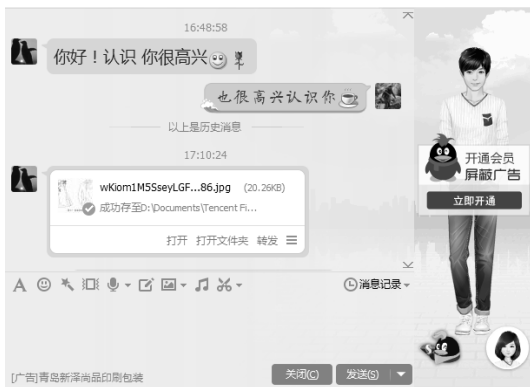 16:48:58
你好！认识 你很高兴
也很高兴认识你
以上是历史消息
17:10:24
wKiom1M5SseyLGF...86.jpg (20.26KB)
成功存至D:\Documents\Tencent Fi...
打开 打开文件夹 转发
开通会员
屏蔽广告
立即开通
A
消息记录
[广告]青岛新泽尚品印刷包装
关闭(C) 发送(S)